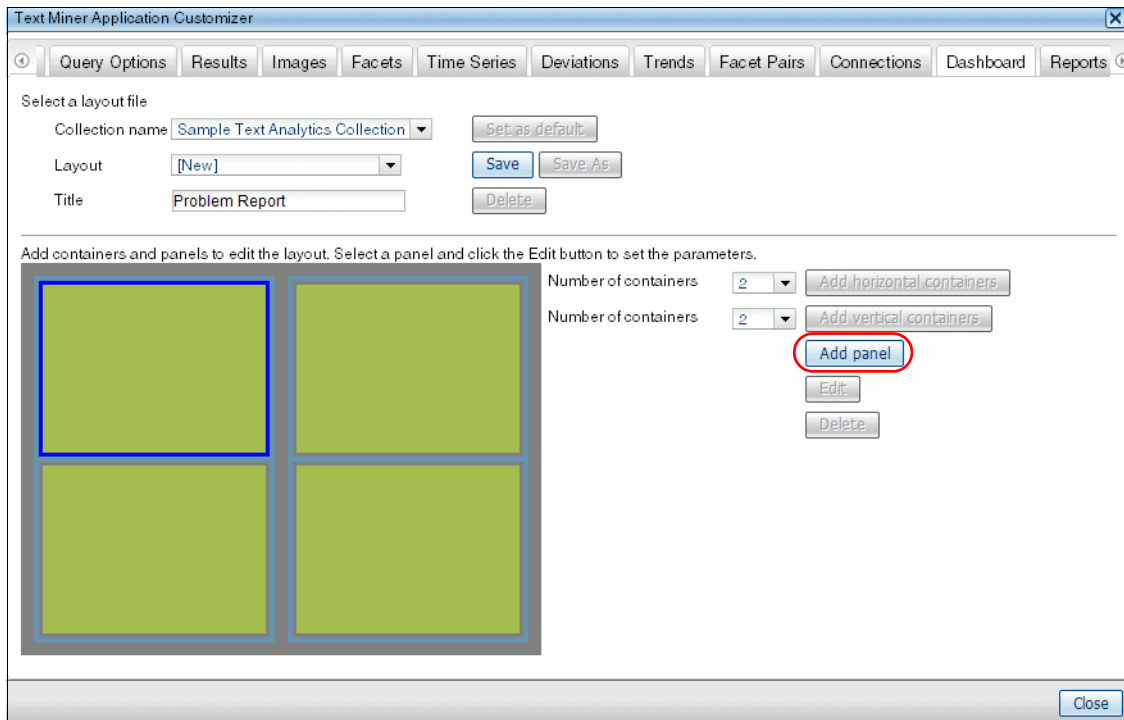 Text Miner Application Customizer
Query Options Results Images Facets Time Series Deviations Trends Facet Pairs Connections Dashboard Reports
Select a layout file
Collection name Sample Text Analytics Collection Set as default
Layout [New] Save Save As
Title Problem Report Delete
Add containers and panels to edit the layout. Select a panel and click the Edit button to set the parameters.
Number of containers 2 Add horizontal containers
Number of containers 2 Add vertical containers
Add panel
Edit
Delete
Close